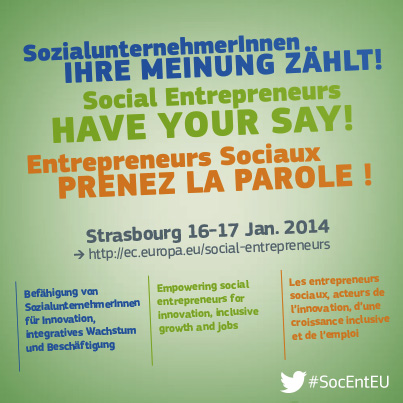 SozialunternehmerInnen
IHRE MEINUNG ZÄHLT!
Social Entrepreneurs
HAVE YOUR SAY!
Entrepreneurs Sociaux
PRENEZ LA PAROLE !
Strasbourg 16-17 Jan. 2014
→ http://ec.europa.eu/social-entrepreneurs
Befähigung von
SozialunternehmerInnen
für Innovation,
integratives Wachstum
und Beschäftigung
Empowering social
entrepreneurs for
innovation, inclusive
growth and jobs
Les entrepreneurs
sociaux, acteurs de
l'innovation, d'une
croissance inclusive
et de l'emploi
#SocEntEU